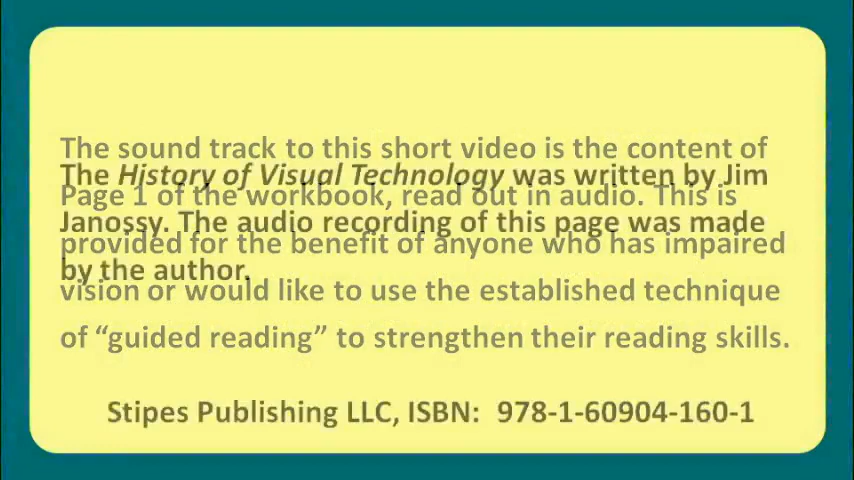 The sound track to this short video is the content of
The History of Visual Technology was written by Jim
Page 1 of the workbook, read out in audio. This is
Janossy. The audio recording of this page was made
provided for the benefit of anyone who has impaired
by the author.
vision or would like to use the established technique
of “guided reading” to strengthen their reading skills.
Stipes Publishing LLC, ISBN: 978-1-60904-160-1